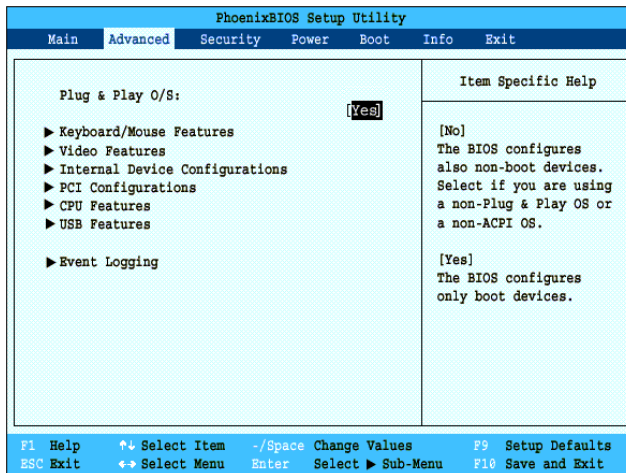 PhoenixBIOS Setup Utility
Main Advanced Security Power Boot Info Exit
Plug & Play O/S:
[Yes]
▶ Keyboard/Mouse Features
▶ Video Features
▶ Internal Device Configurations
▶ PCI Configurations
▶ CPU Features
▶ USB Features
▶ Event Logging
Item Specific Help
[No]
The BIOS configures
also non-boot devices.
Select if you are using
a non-Plug & Play OS or
a non-ACPI OS.
[Yes]
The BIOS configures
only boot devices.
F1 Help ↑↓ Select Item -/Space Change Values F9 Setup Defaults
ESC Exit ↔ Select Menu Enter Select ▶ Sub-Menu F10 Save and Exit